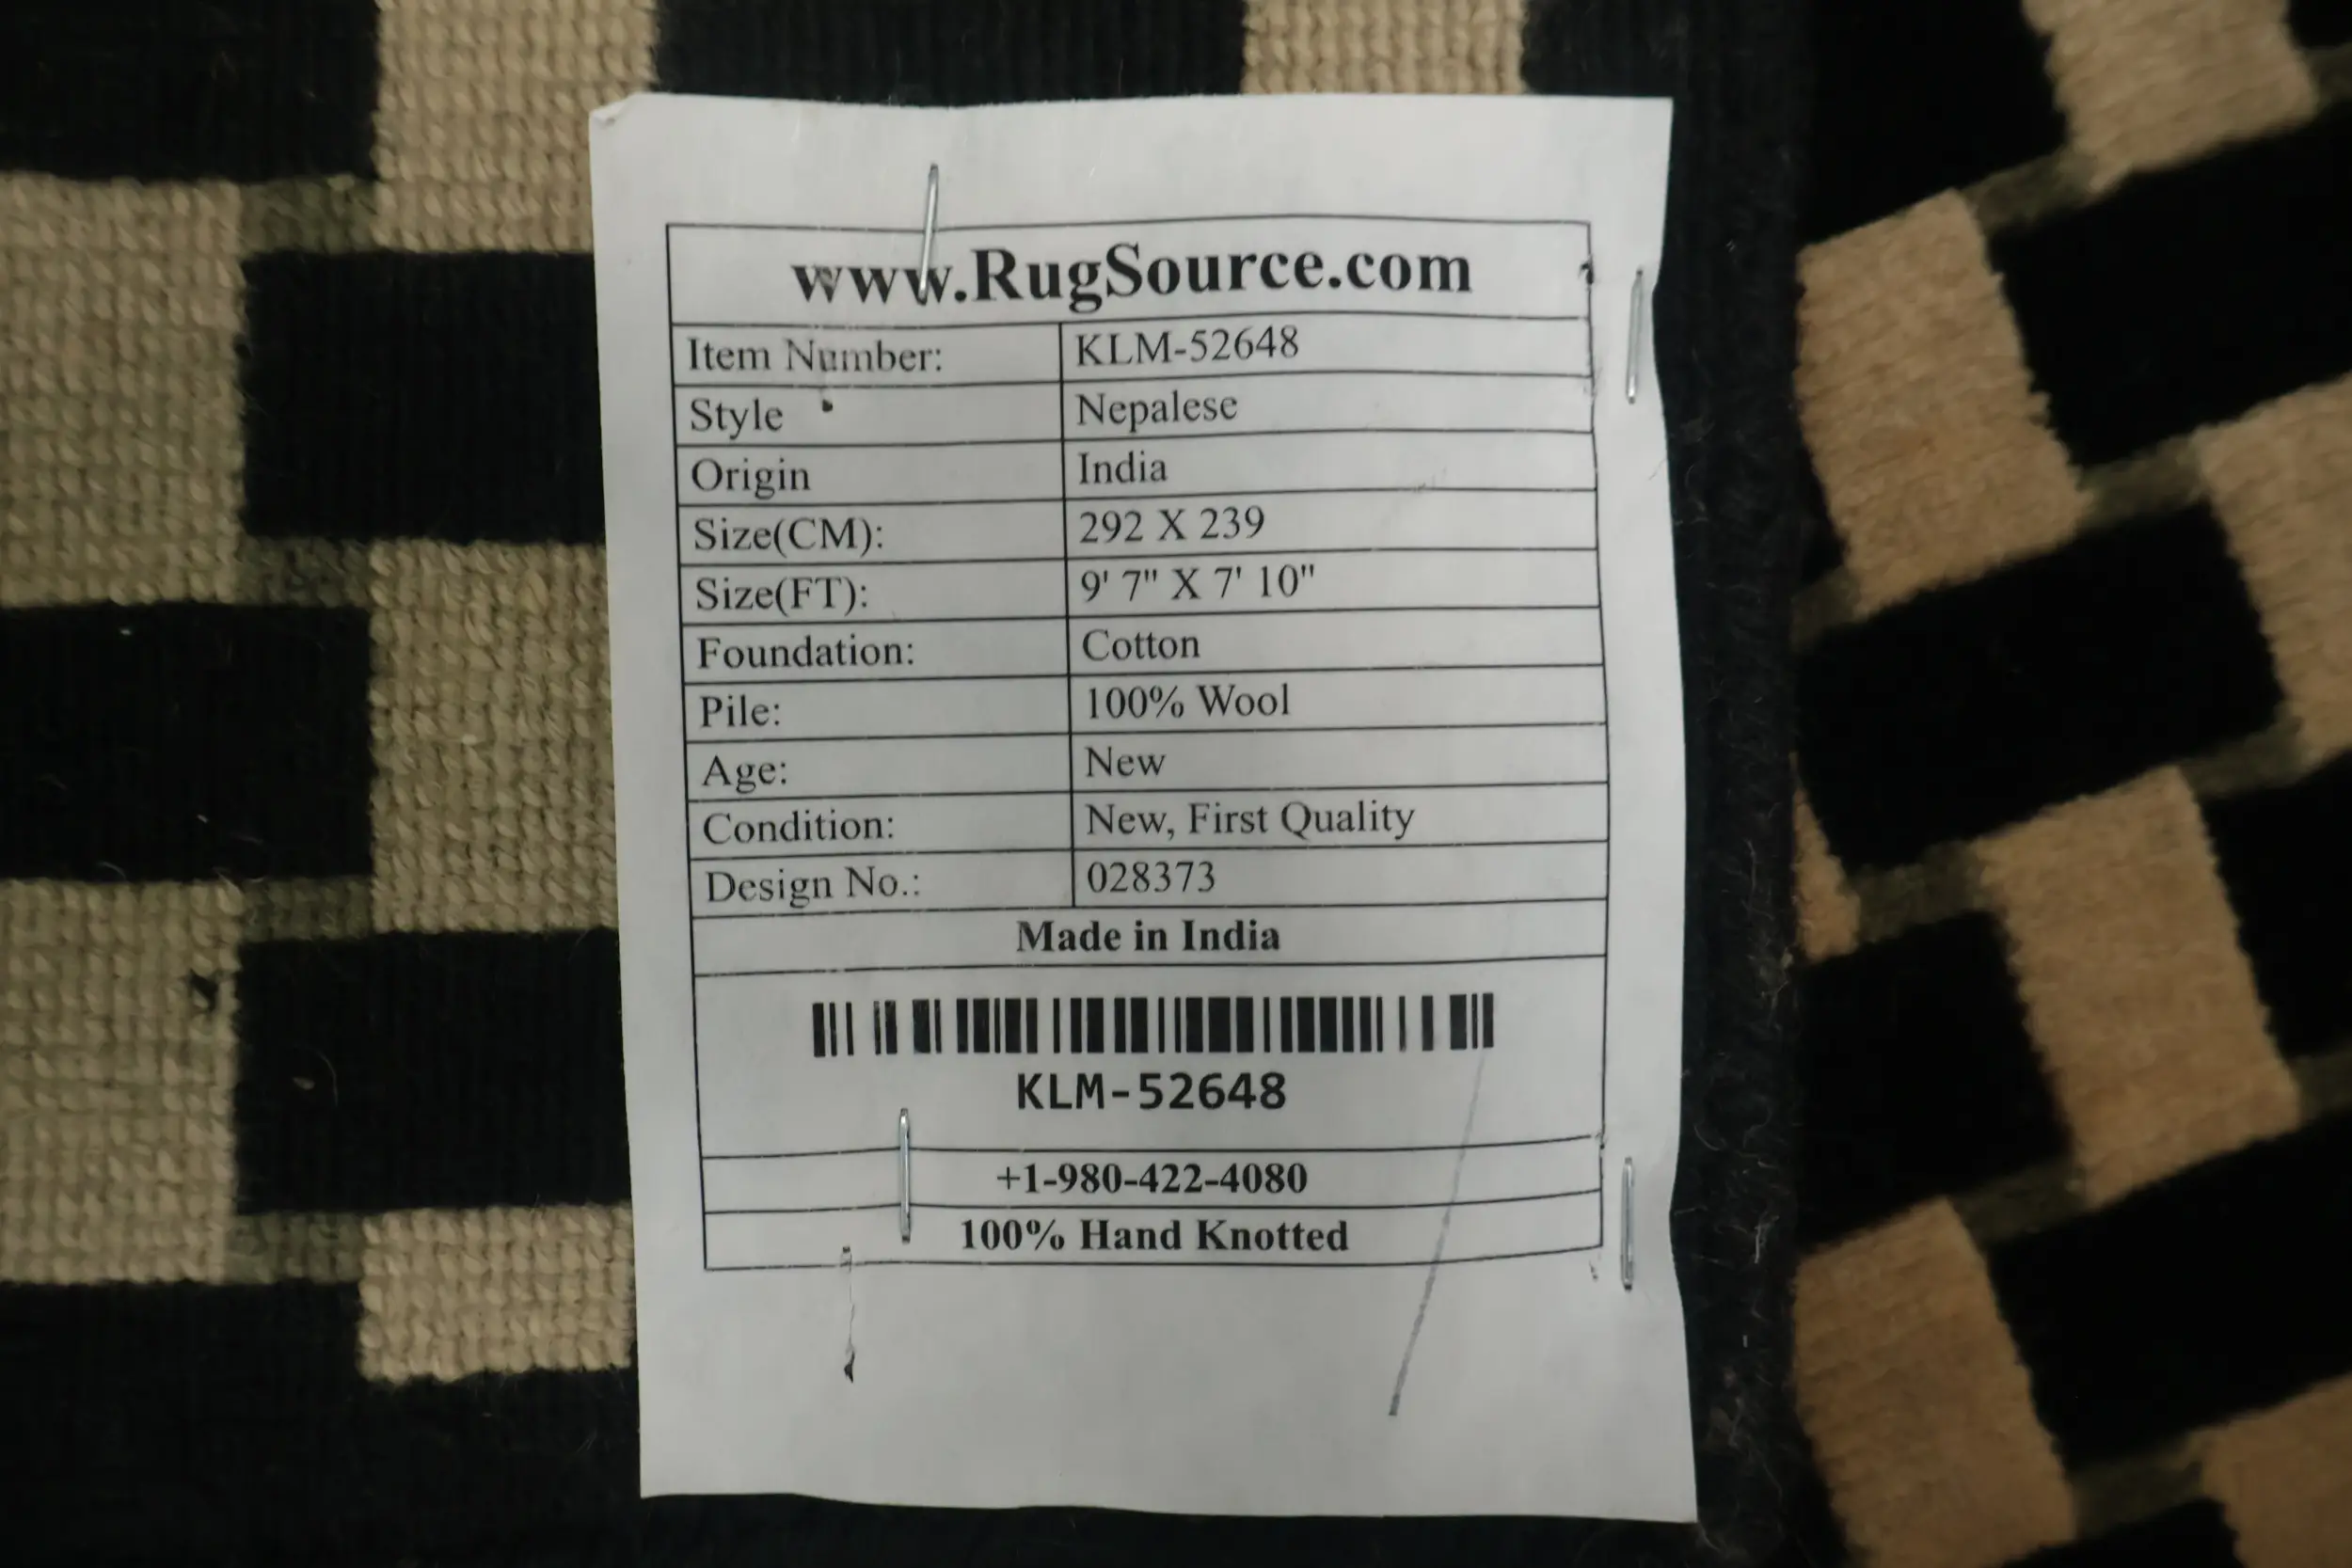 www.RugSource.com
Item Number: KLM-52648
Style Nepalese
Origin India
Size(CM): 292 X 239
Size(FT): 9' 7" X 7' 10"
Foundation: Cotton
Pile: 100% Wool
Age: New
Condition: New, First Quality
Design No.: 028373
Made in India
KLM-52648
+1-980-422-4080
100% Hand Knotted